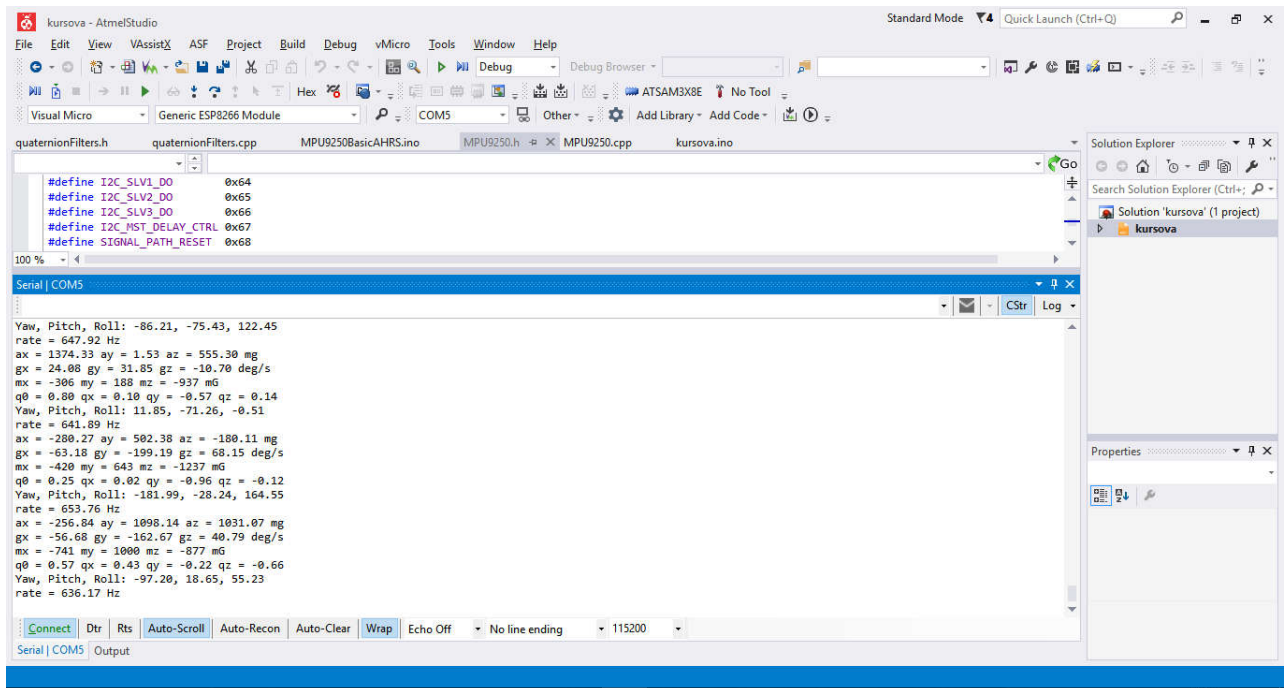 kursova - AtmelStudio
Standard Mode 4 Quick Launch (Ctrl+Q)
File Edit View VAssistX ASF Project Build Debug vMicro Tools Window Help
Debug Debug Browser
Hex ATSAM3X8E No Tool
Visual Micro Generic ESP8266 Module COM5 Other Add Library Add Code
quaternionFilters.h quaternionFilters.cpp MPU9250BasicAHRS.ino MPU9250.h MPU9250.cpp kursova.ino
Go
#define I2C_SLV1_DO 0x64
#define I2C_SLV2_DO 0x65
#define I2C_SLV3_DO 0x66
#define I2C_MST_DELAY_CTRL 0x67
#define SIGNAL_PATH_RESET 0x68
100 %
Serial | COM5
CStr Log
Yaw, Pitch, Roll: -86.21, -75.43, 122.45
rate = 647.92 Hz
ax = 1374.33 ay = 1.53 az = 555.30 mg
gx = 24.08 gy = 31.85 gz = -10.70 deg/s
mx = -306 my = 188 mz = -937 mG
q0 = 0.80 qx = 0.10 qy = -0.57 qz = 0.14
Yaw, Pitch, Roll: 11.85, -71.26, -0.51
rate = 641.89 Hz
ax = -280.27 ay = 502.38 az = -180.11 mg
gx = -63.18 gy = -199.19 gz = 68.15 deg/s
mx = -420 my = 643 mz = -1237 mG
q0 = 0.25 qx = 0.02 qy = -0.96 qz = -0.12
Yaw, Pitch, Roll: -181.99, -28.24, 164.55
rate = 653.76 Hz
ax = -256.84 ay = 1098.14 az = 1031.07 mg
gx = -56.68 gy = -162.67 gz = 40.79 deg/s
mx = -741 my = 1000 mz = -877 mG
q0 = 0.57 qx = 0.43 qy = -0.22 qz = -0.66
Yaw, Pitch, Roll: -97.20, 18.65, 55.23
rate = 636.17 Hz
Connect Dtr Rts Auto-Scroll Auto-Recon Auto-Clear Wrap Echo Off No line ending 115200
Serial | COM5 Output
Solution Explorer
Search Solution Explorer (Ctrl+;
Solution 'kursova' (1 project)
kursova
Properties